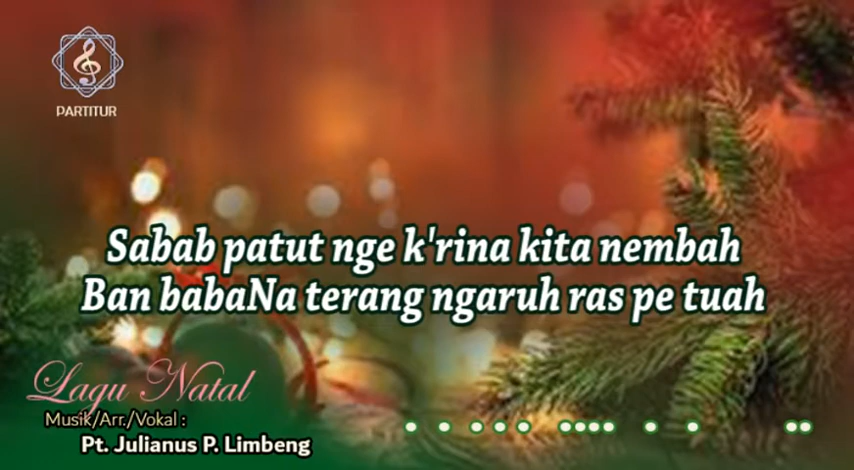 PARTITUR
Sabab patut nge k'rina kita nembah
Ban babaNa terang ngaruh ras pe tuah
Lagu Natal
Musik/Arr./Vokal :
Pt. Julianus P. Limbeng